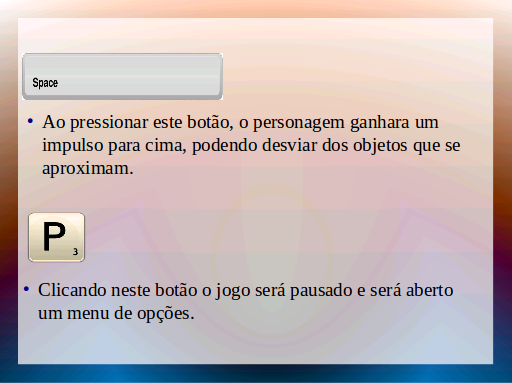 Space
• Ao pressionar este botão, o personagem ganhara um
impulso para cima, podendo desviar dos objetos que se
aproximam.
P
3
• Clicando neste botão o jogo será pausado e será aberto
um menu de opções.